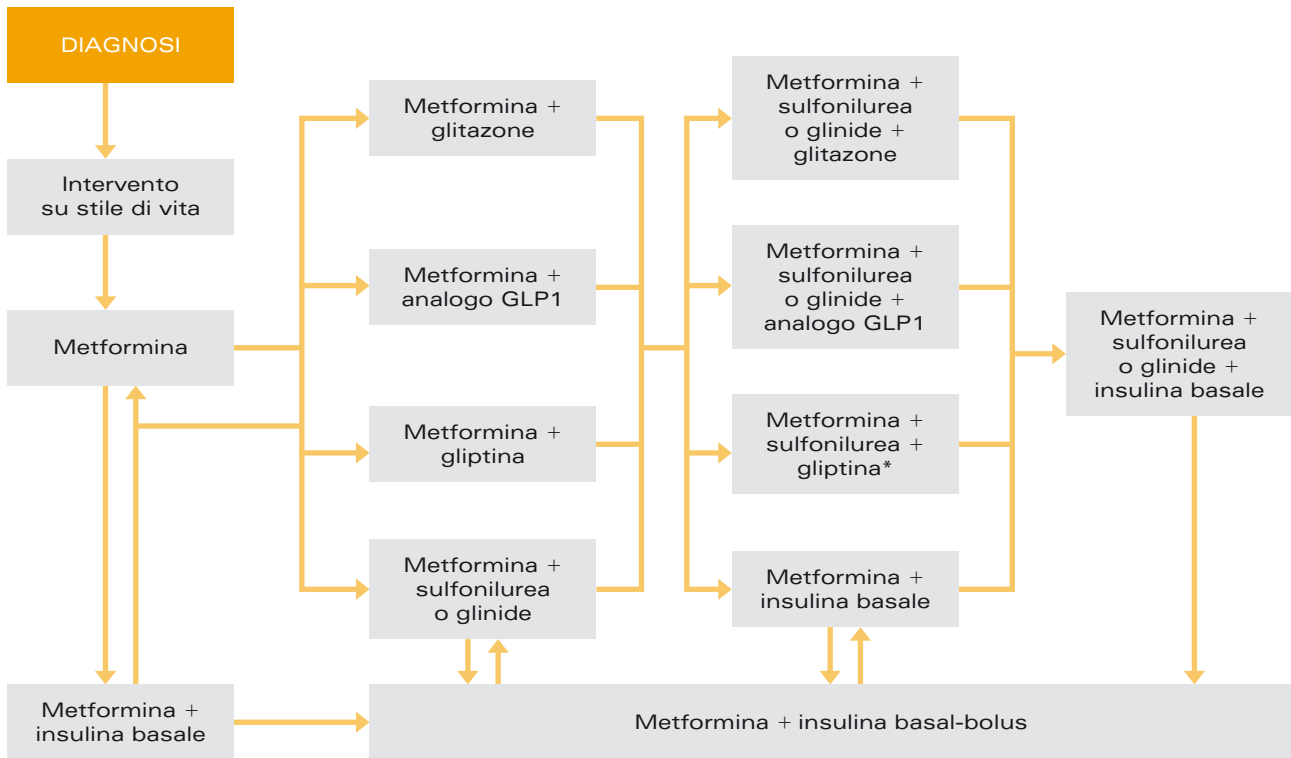 DIAGNOSI
Intervento
su stile di vita
Metformina
Metformina +
insulina basale
Metformina +
glitazone
Metformina +
analogo GLP1
Metformina +
gliptina
Metformina +
sulfonilurea
o glinide
Metformina +
sulfonilurea
o glinide +
glitazone
Metformina +
sulfonilurea
o glinide +
analogo GLP1
Metformina +
sulfonilurea +
gliptina*
Metformina +
insulina basale
Metformina +
sulfonilurea
o glinide +
insulina basale
Metformina + insulina basal-bolus